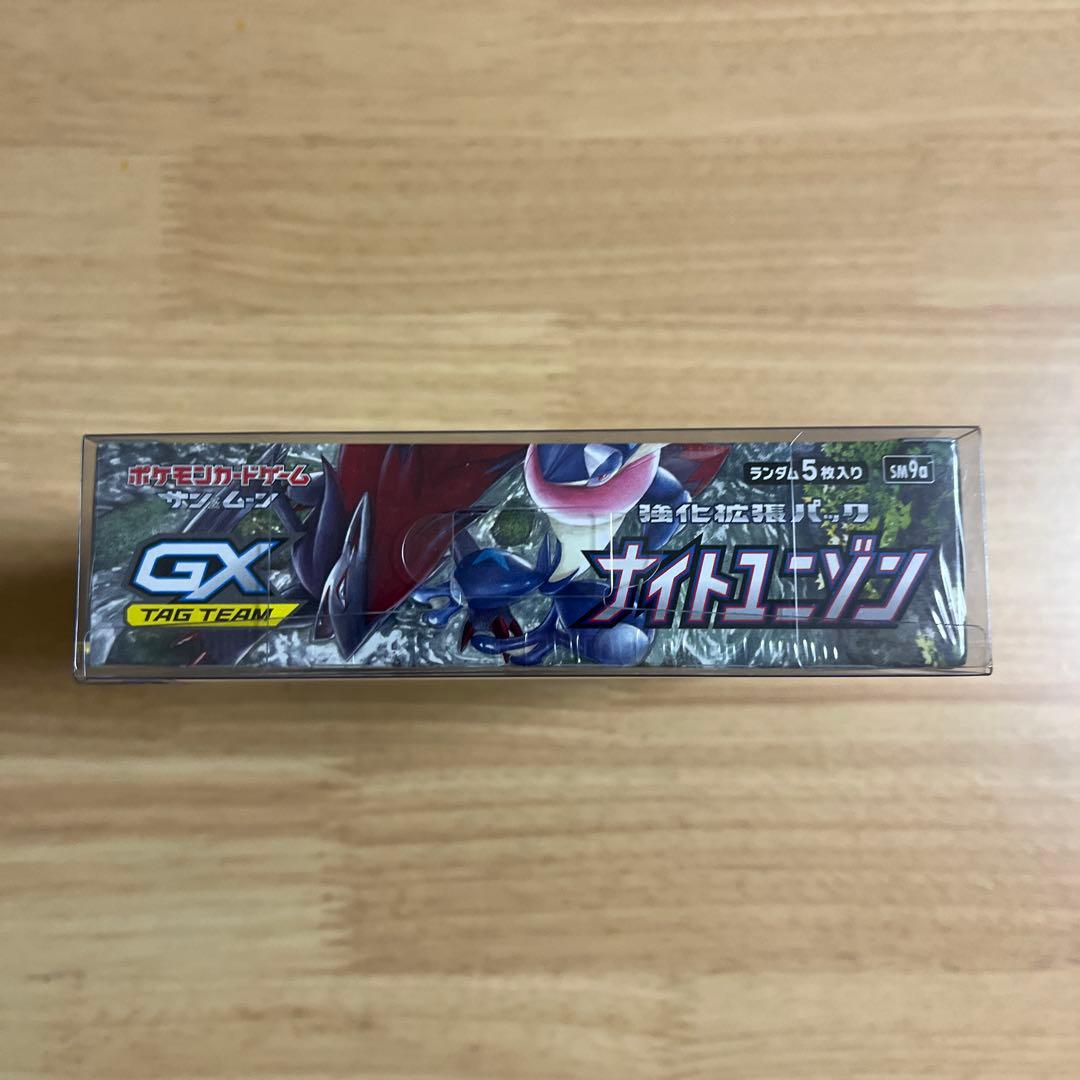 ポケモンカードゲーム
サン&ムーン
GX
TAG TEAM
ランダム5枚入り
SM9a
強化拡張パック
ナイトユニゾン